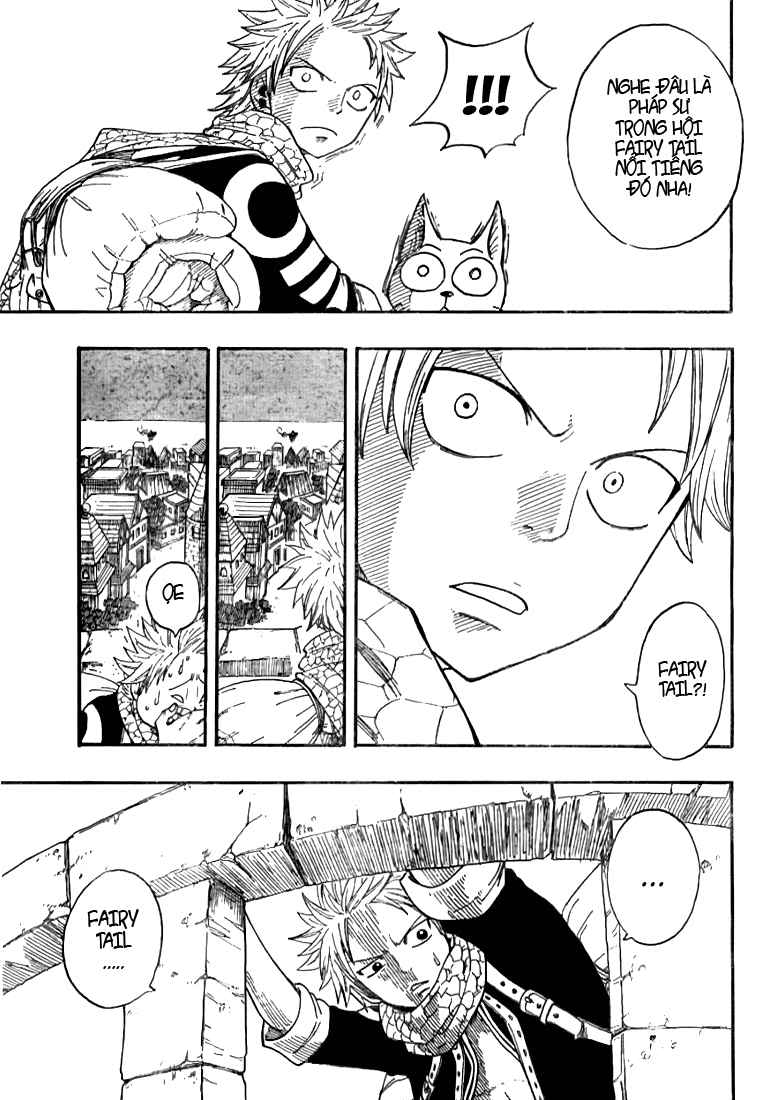 NGHE ĐÂU LÀ
PHÁP SƯ
TRONG HỘI
FAIRY TAIL
NỔI TIẾNG
ĐÓ NHA!
!!!
FAIRY
TAIL?!
ỌE
...
FAIRY
TAIL
.....